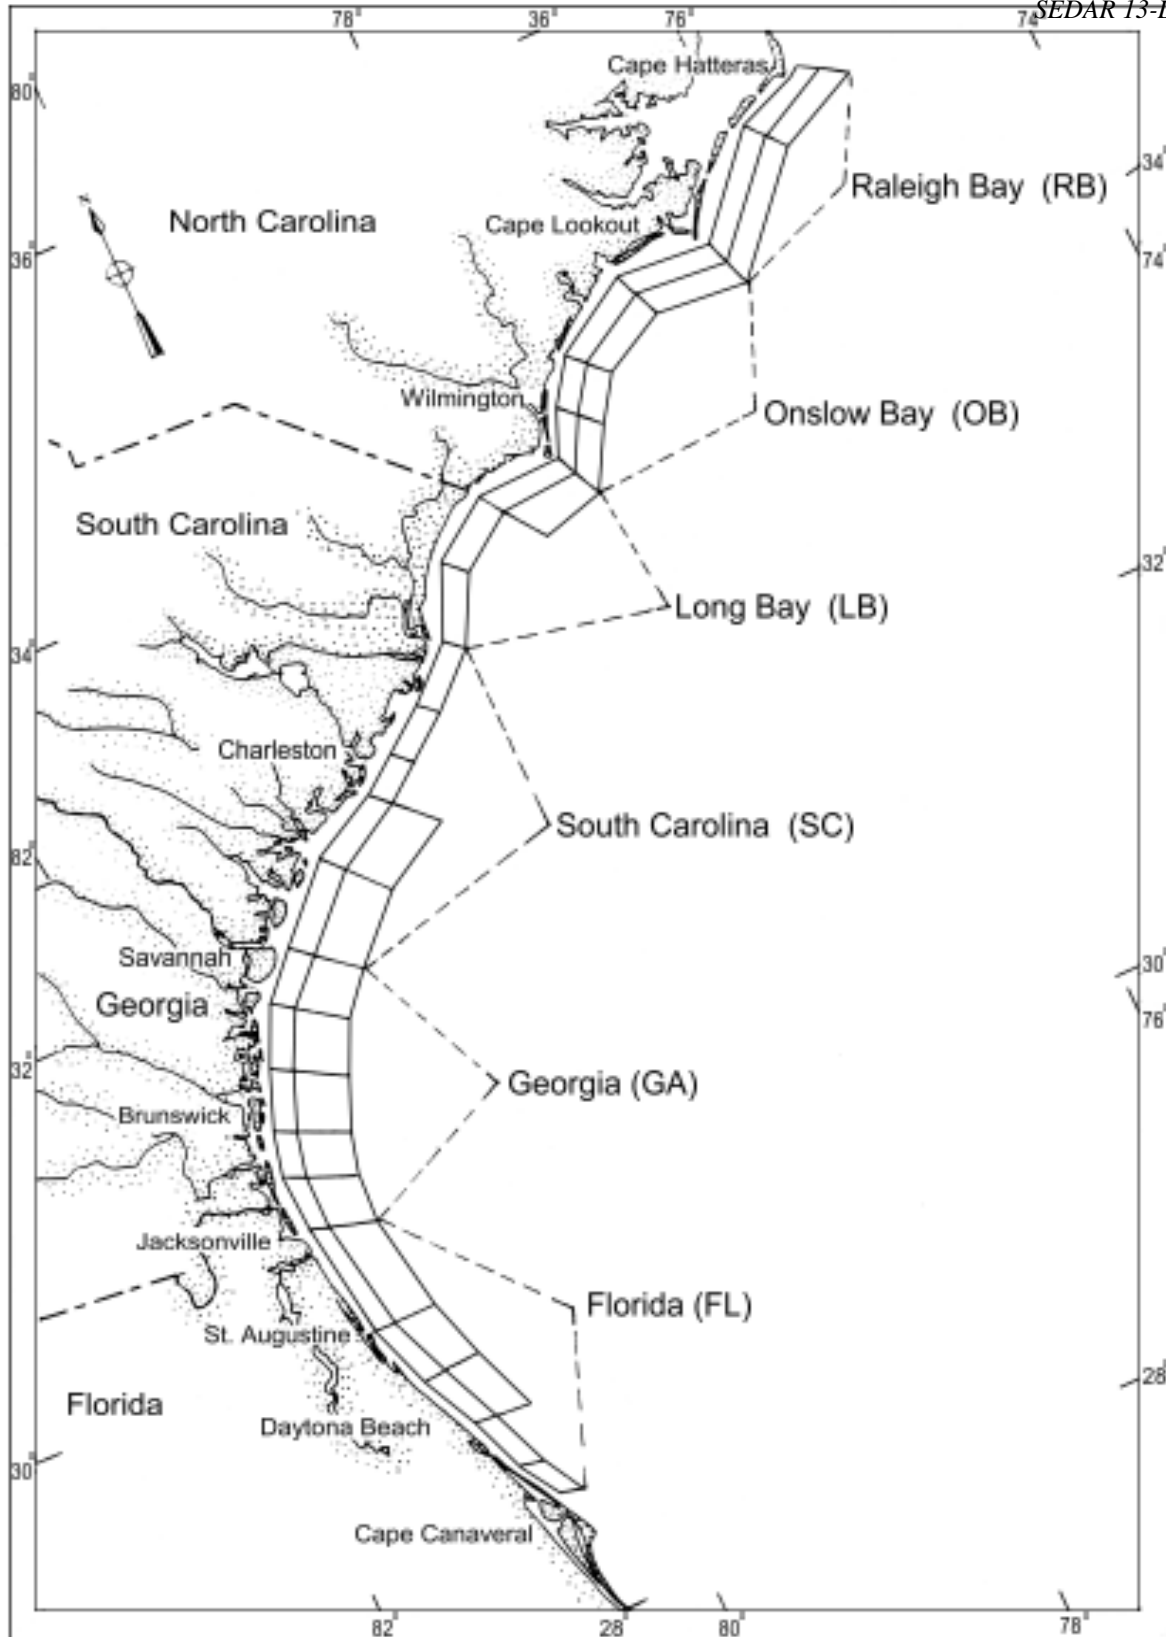 SEDAR 13-
78° 36° 76° 74°
Cape Hatteras
80°
34°
Raleigh Bay (RB)
North Carolina
Cape Lookout
36°
74°
N
Wilmington
Onslow Bay (OB)
South Carolina
32°
Long Bay (LB)
34°
Charleston
South Carolina (SC)
82°
Savannah
30°
Georgia
76°
32°
Georgia (GA)
Brunswick
Jacksonville
Florida (FL)
St. Augustine
28°
Florida
Daytona Beach
30°
Cape Canaveral
82° 28° 80° 78°